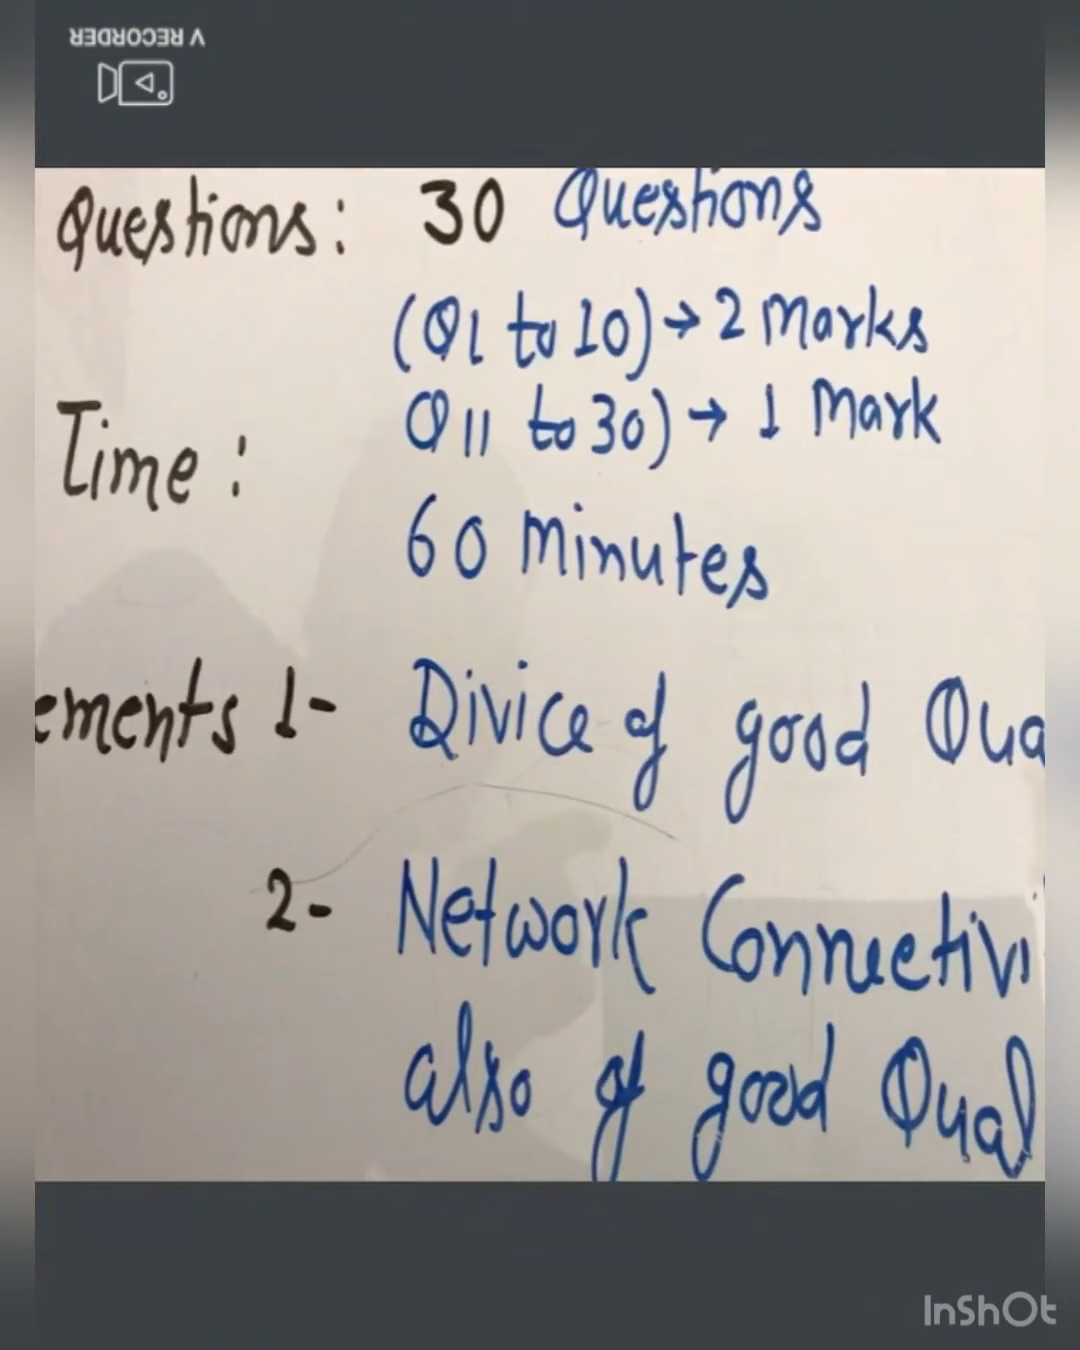 V RECORDER
Questions: 30 Questions
(Q1 to 10) → 2 Marks
Q11 to 30) → 1 Mark
Time :
60 Minutes
ements 1- Divice of good Qua
2- Network Connectivi
also of good Qual
InShOt